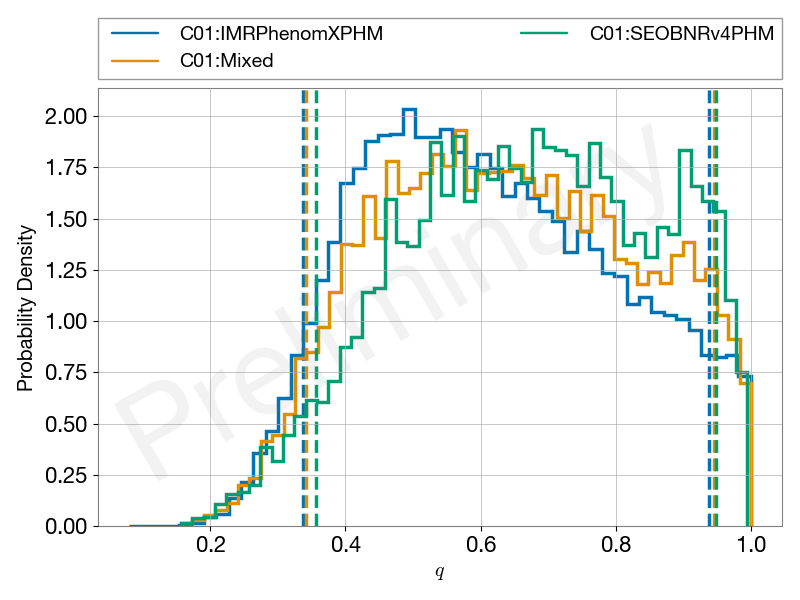 C01:IMRPhenomXPHM
C01:Mixed
C01:SEOBNRv4PHM
2.00
1.75
1.50
1.25
1.00
0.75
0.50
0.25
0.00
Probability Density
Preliminary
0.2 0.4 0.6 0.8 1.0
q